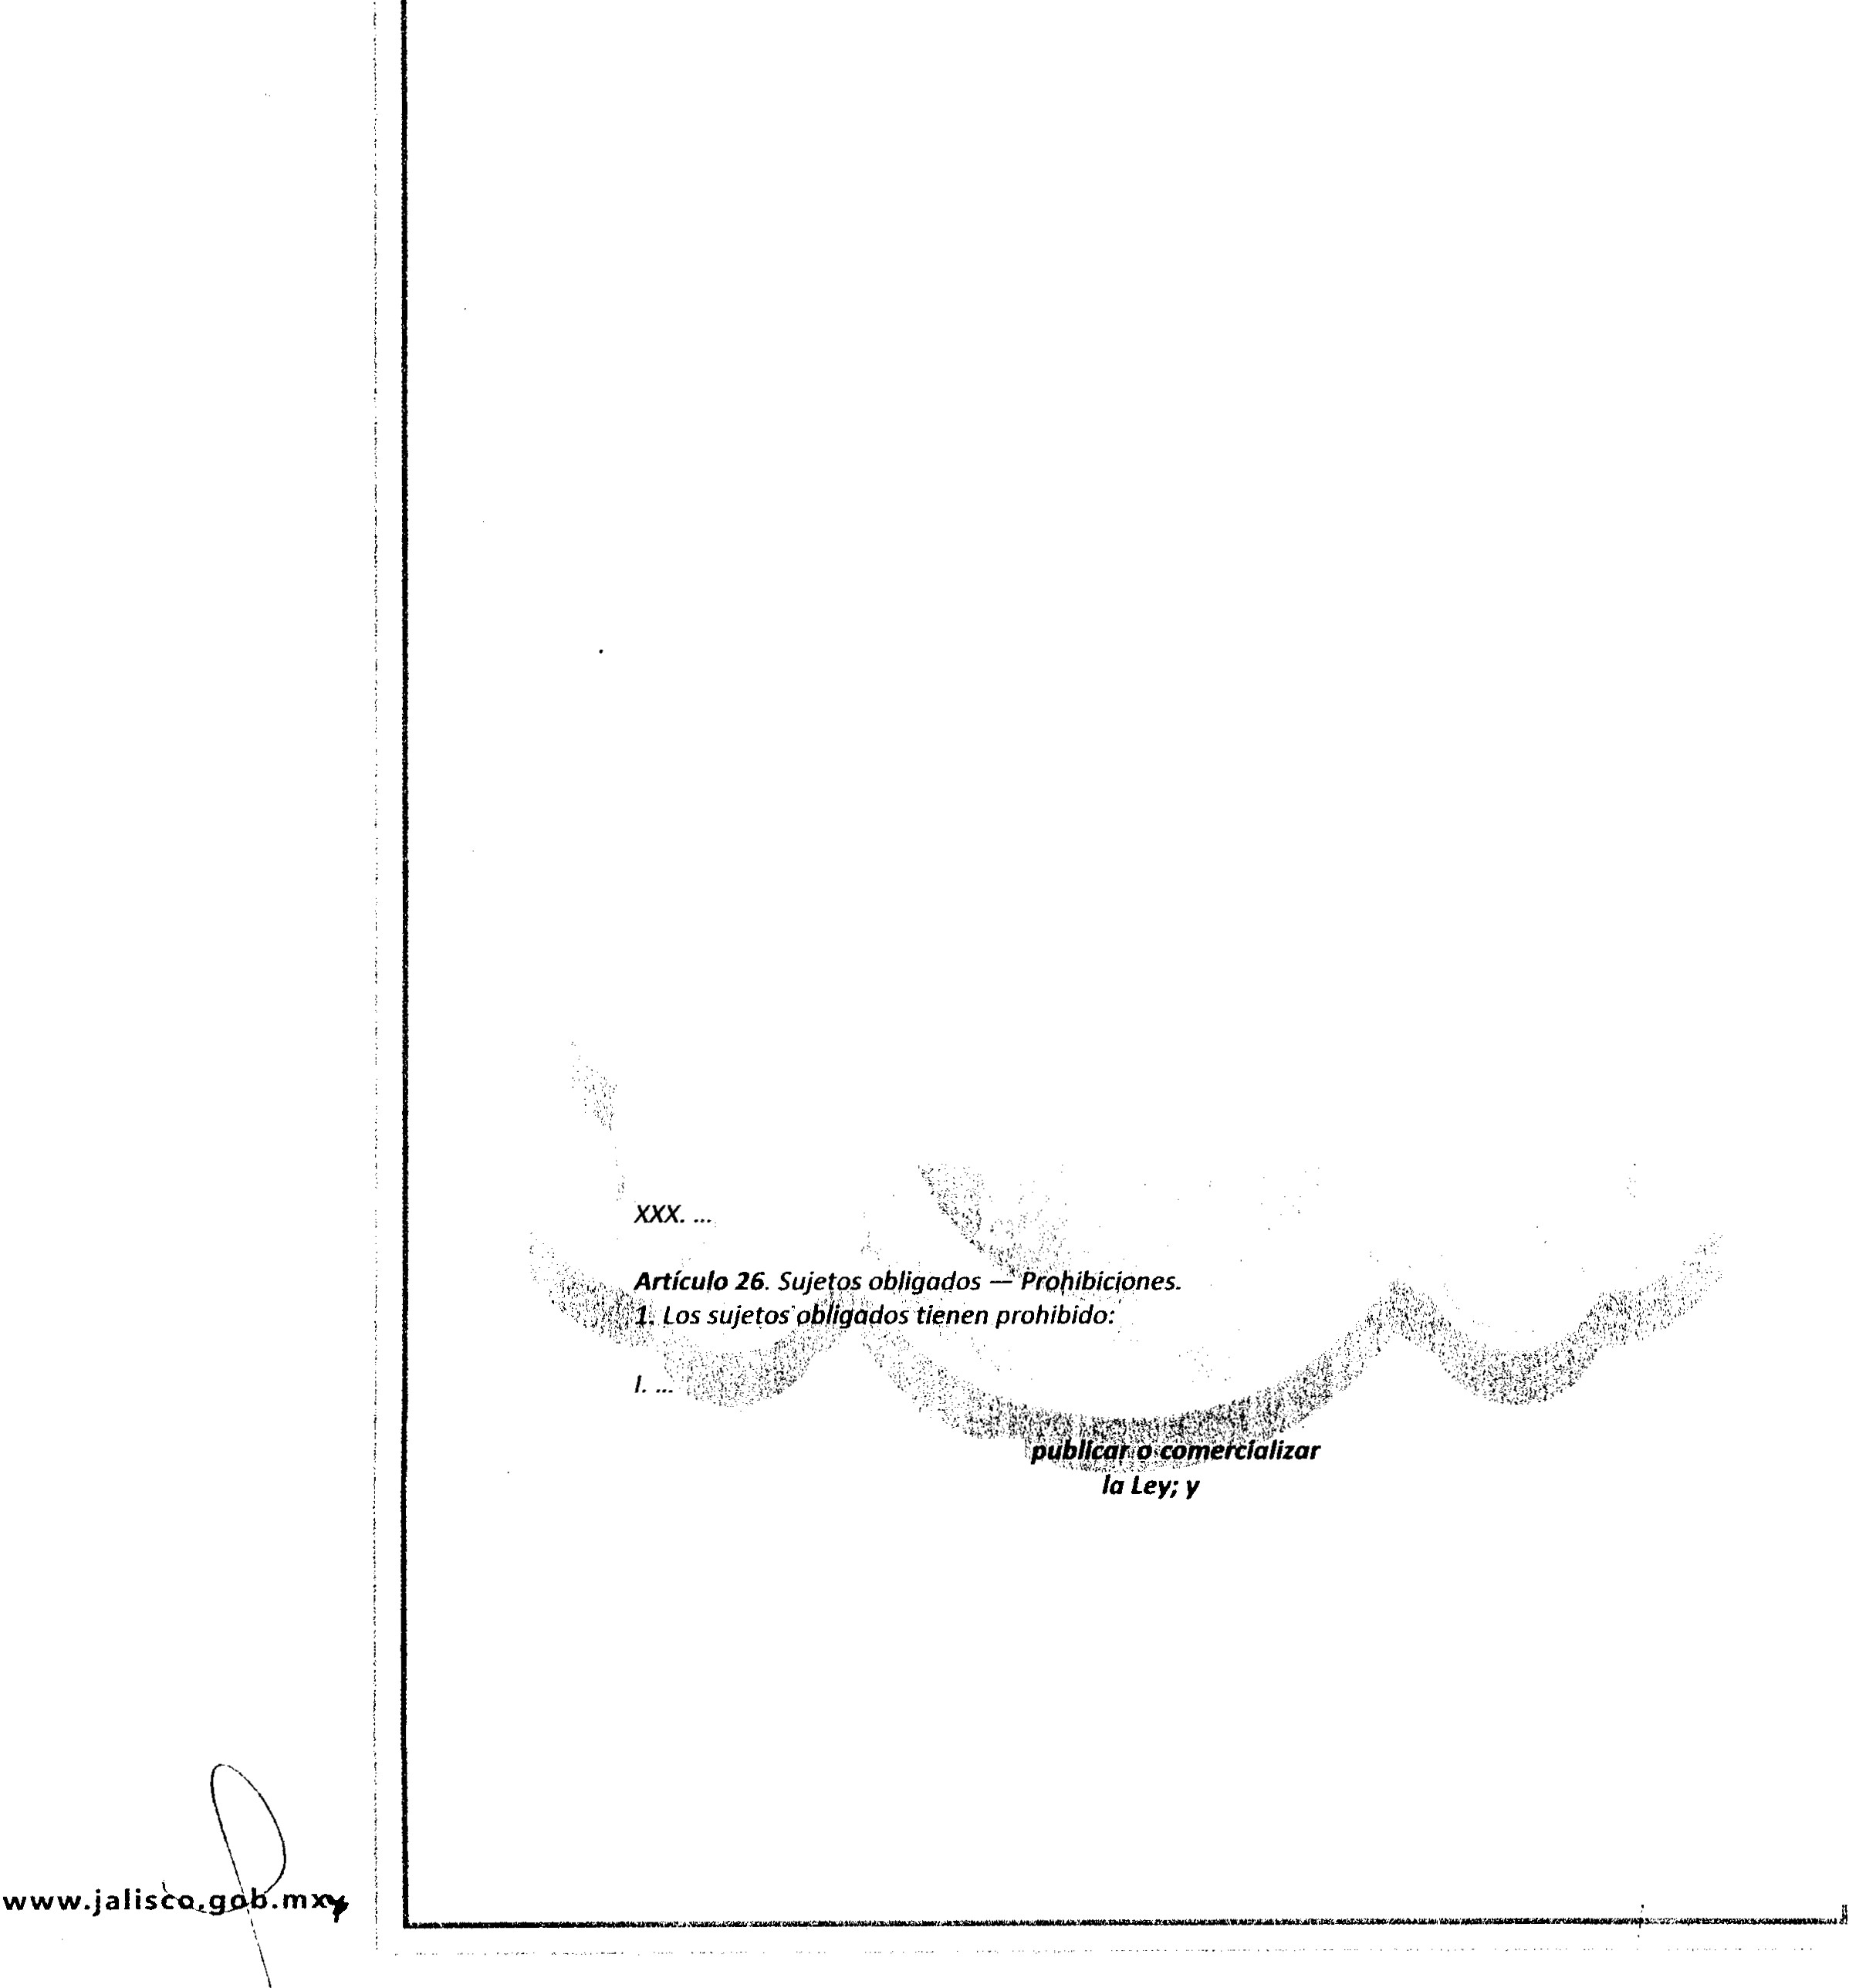 XXX. ...
Artículo 26. Sujetos obligados — Prohibiciones.
1. Los sujetos obligados tienen prohibido:
I. ...
publicar o comercializar
la Ley; y
www.jalisco.gob.mx